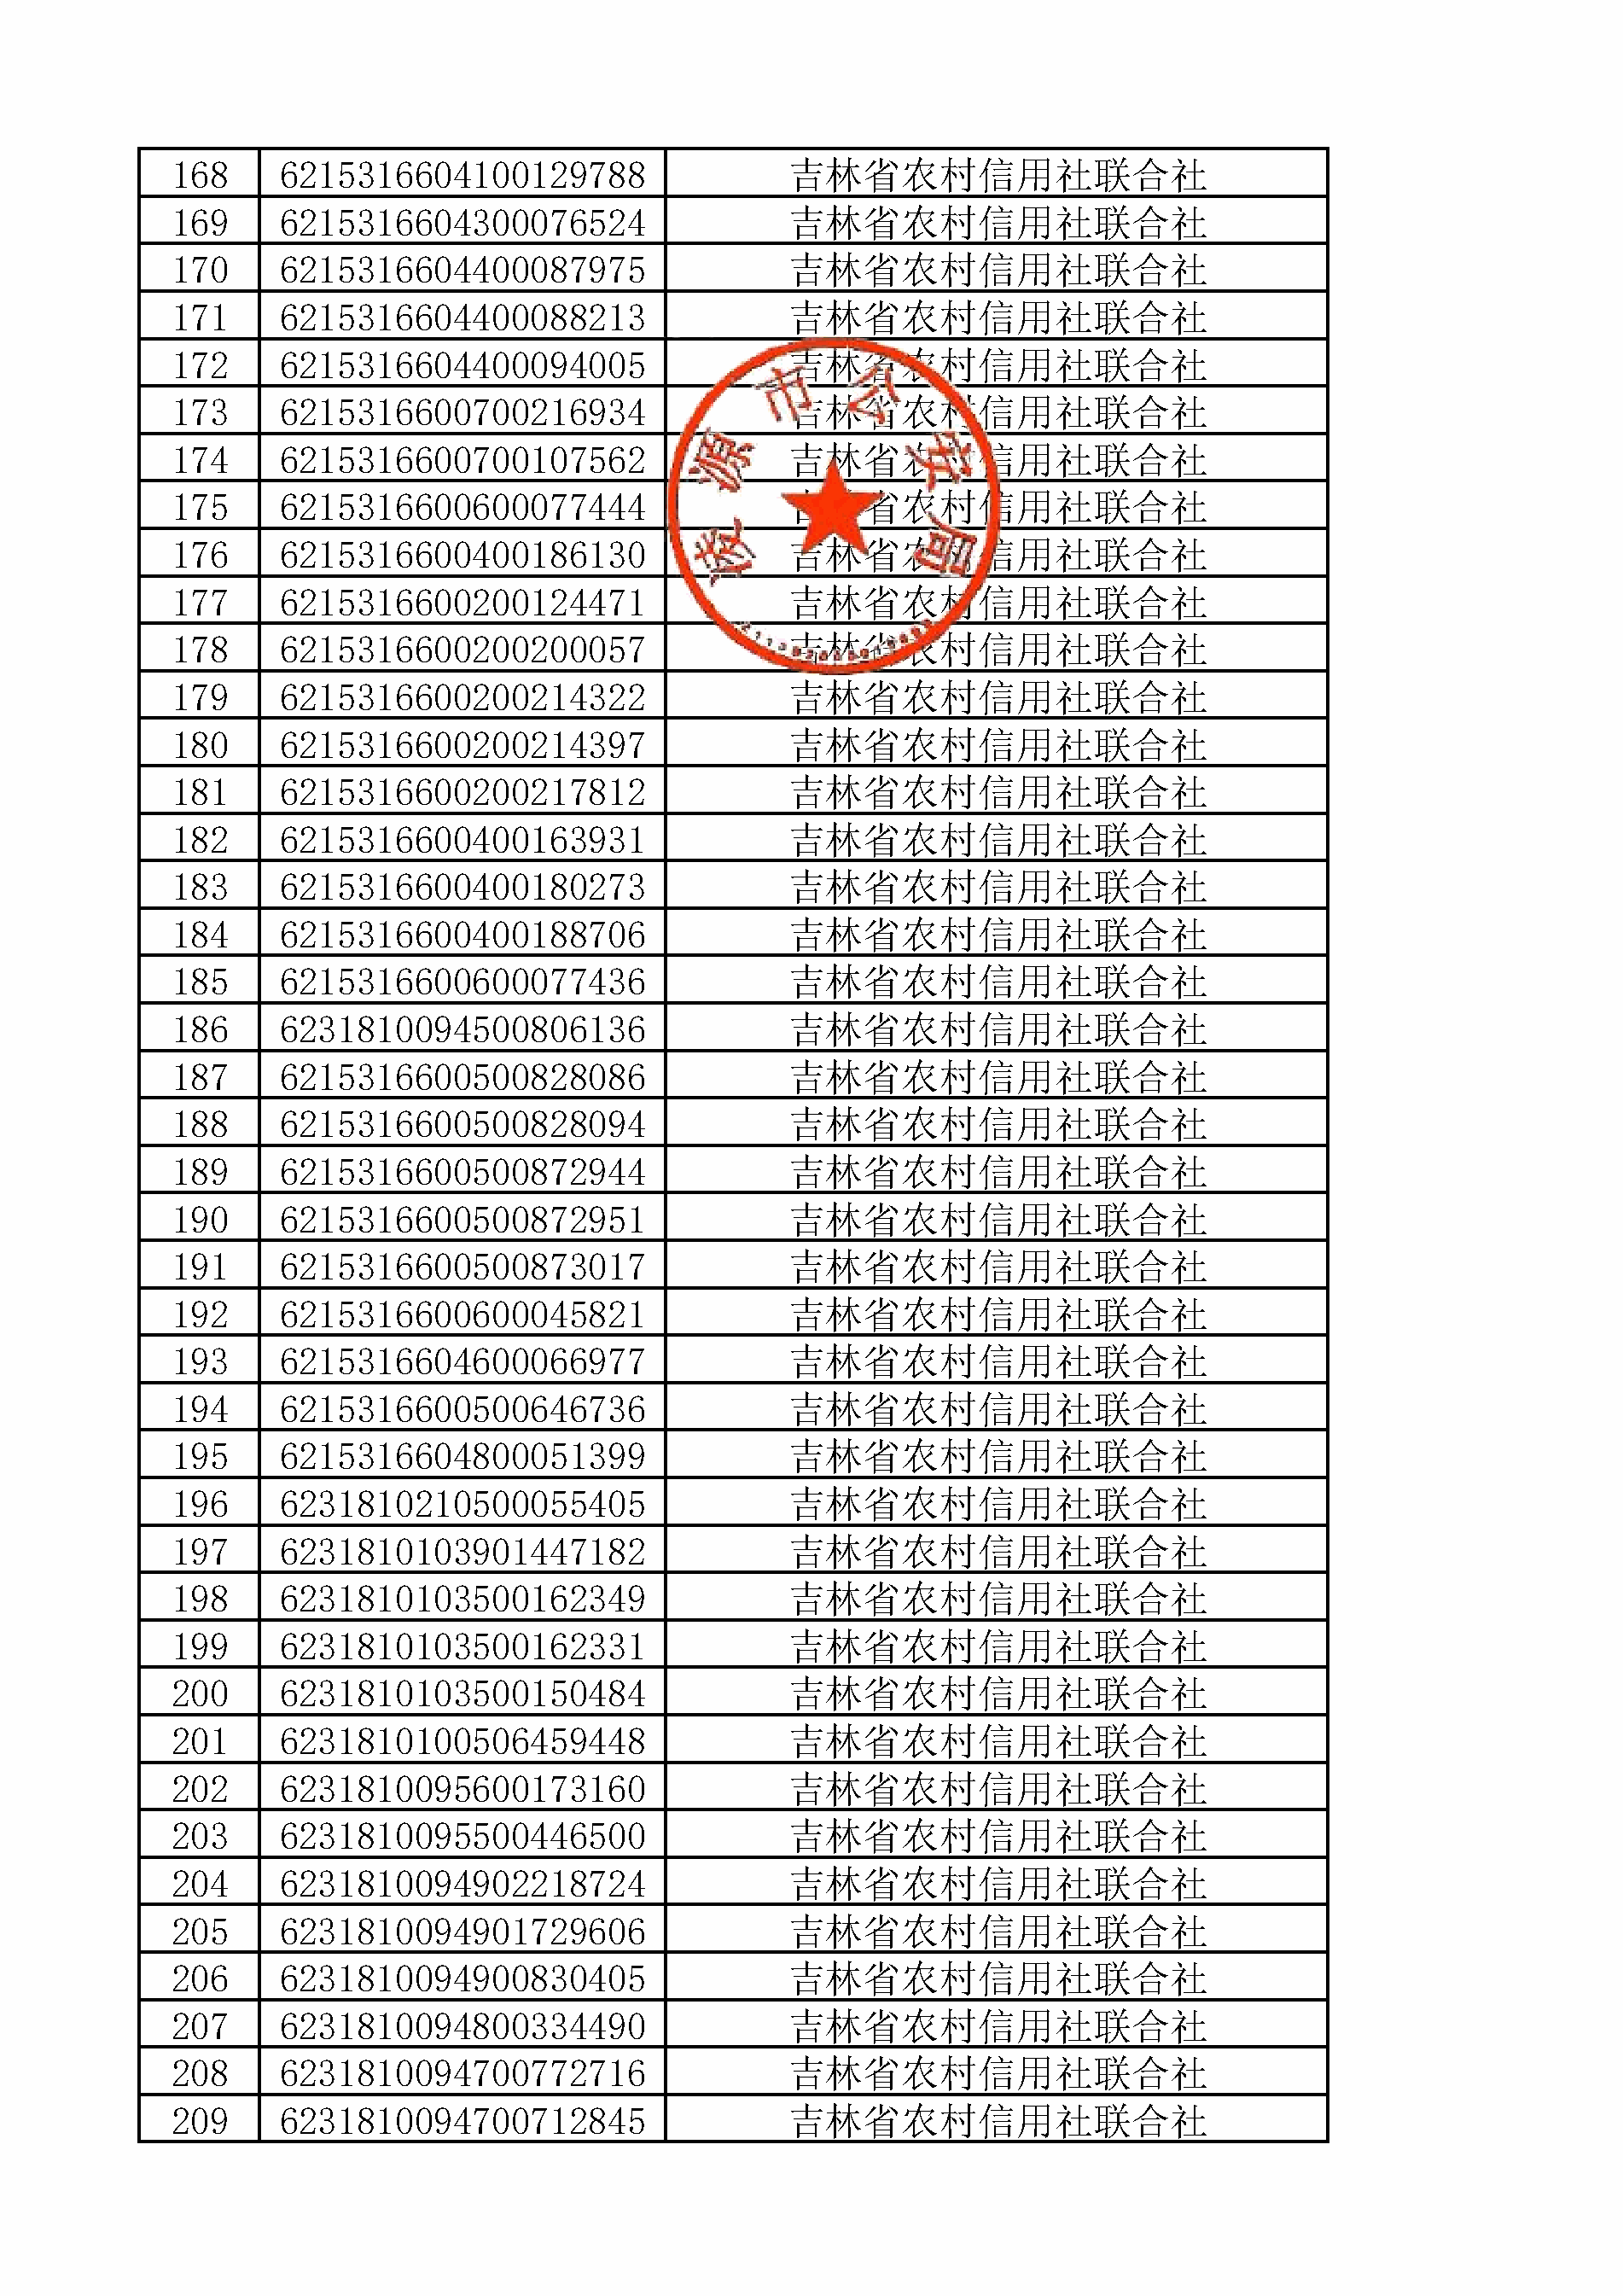 168 6215316604100129788 吉林省农村信用社联合社
169 6215316604300076524 吉林省农村信用社联合社
170 6215316604400087975 吉林省农村信用社联合社
171 6215316604400088213 吉林省农村信用社联合社
172 6215316604400094005 吉林省农村信用社联合社
173 6215316600700216934 吉林省农村信用社联合社
174 6215316600700107562 吉林省农村信用社联合社
175 6215316600600077444 吉林省农村信用社联合社
176 6215316600400186130 吉林省农村信用社联合社
177 6215316600200124471 吉林省农村信用社联合社
178 6215316600200200057 吉林省农村信用社联合社
179 6215316600200214322 吉林省农村信用社联合社
180 6215316600200214397 吉林省农村信用社联合社
181 6215316600200217812 吉林省农村信用社联合社
182 6215316600400163931 吉林省农村信用社联合社
183 6215316600400180273 吉林省农村信用社联合社
184 6215316600400188706 吉林省农村信用社联合社
185 6215316600600077436 吉林省农村信用社联合社
186 6231810094500806136 吉林省农村信用社联合社
187 6215316600500828086 吉林省农村信用社联合社
188 6215316600500828094 吉林省农村信用社联合社
189 6215316600500872944 吉林省农村信用社联合社
190 6215316600500872951 吉林省农村信用社联合社
191 6215316600500873017 吉林省农村信用社联合社
192 6215316600600045821 吉林省农村信用社联合社
193 6215316604600066977 吉林省农村信用社联合社
194 6215316600500646736 吉林省农村信用社联合社
195 6215316604800051399 吉林省农村信用社联合社
196 6231810210500055405 吉林省农村信用社联合社
197 6231810103901447182 吉林省农村信用社联合社
198 6231810103500162349 吉林省农村信用社联合社
199 6231810103500162331 吉林省农村信用社联合社
200 6231810103500150484 吉林省农村信用社联合社
201 6231810100506459448 吉林省农村信用社联合社
202 6231810095600173160 吉林省农村信用社联合社
203 6231810095500446500 吉林省农村信用社联合社
204 6231810094902218724 吉林省农村信用社联合社
205 6231810094901729606 吉林省农村信用社联合社
206 6231810094900830405 吉林省农村信用社联合社
207 6231810094800334490 吉林省农村信用社联合社
208 6231810094700772716 吉林省农村信用社联合社
209 6231810094700712845 吉林省农村信用社联合社
凌源市公安局